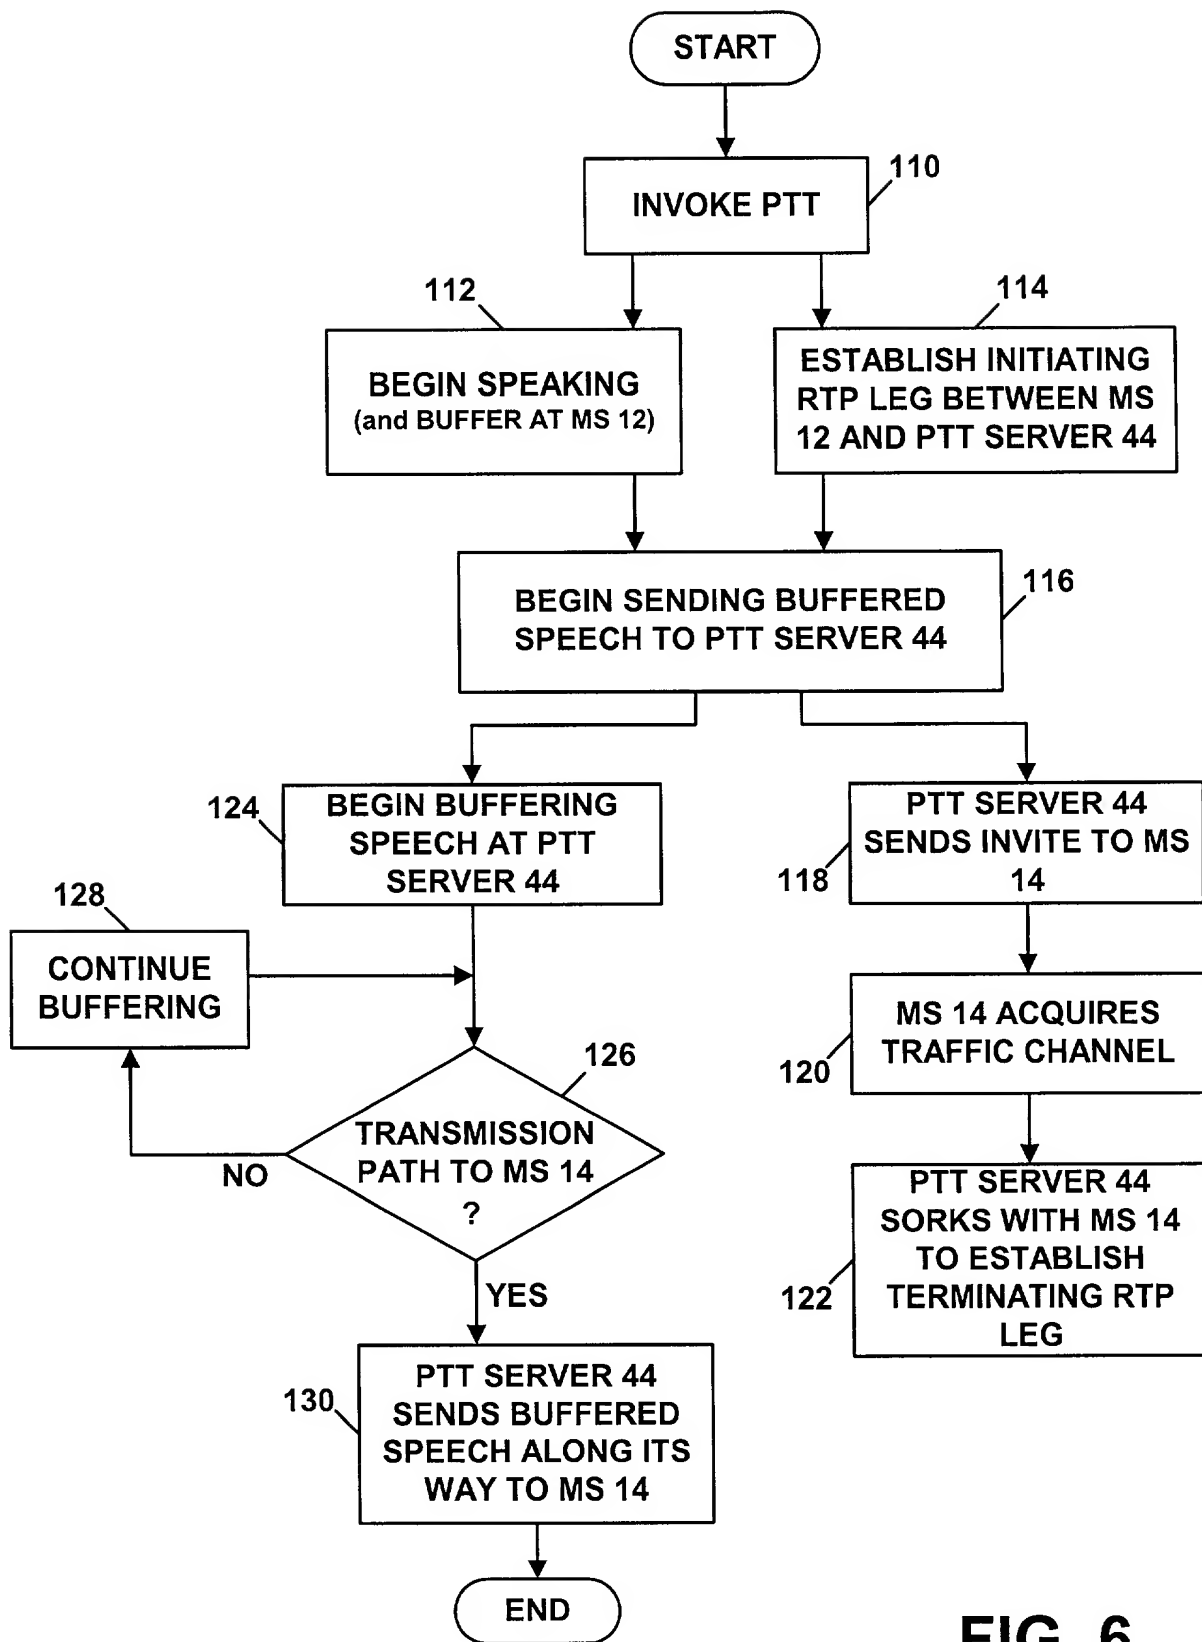 START
INVOKE PTT
110
112
114
BEGIN SPEAKING
(and BUFFER AT MS 12)
ESTABLISH INITIATING
RTP LEG BETWEEN MS
12 AND PTT SERVER 44
BEGIN SENDING BUFFERED
SPEECH TO PTT SERVER 44
116
124
BEGIN BUFFERING
SPEECH AT PTT
SERVER 44
PTT SERVER 44
SENDS INVITE TO MS
14
118
128
CONTINUE
BUFFERING
MS 14 ACQUIRES
TRAFFIC CHANNEL
120
126
TRANSMISSION
PATH TO MS 14
?
NO
YES
PTT SERVER 44
SORKS WITH MS 14
TO ESTABLISH
TERMINATING RTP
LEG
122
130
PTT SERVER 44
SENDS BUFFERED
SPEECH ALONG ITS
WAY TO MS 14
END
FIG. 6